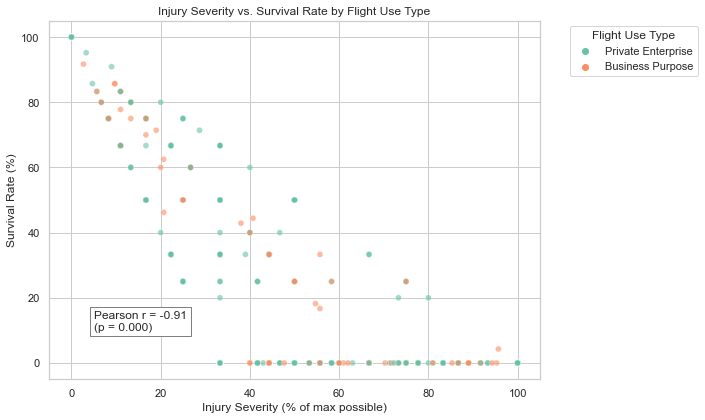 Injury Severity vs. Survival Rate by Flight Use Type
Flight Use Type
Private Enterprise
Business Purpose
Survival Rate (%)
100
80
60
40
20
0
Pearson r = -0.91
(p = 0.000)
0 20 40 60 80 100
Injury Severity (% of max possible)